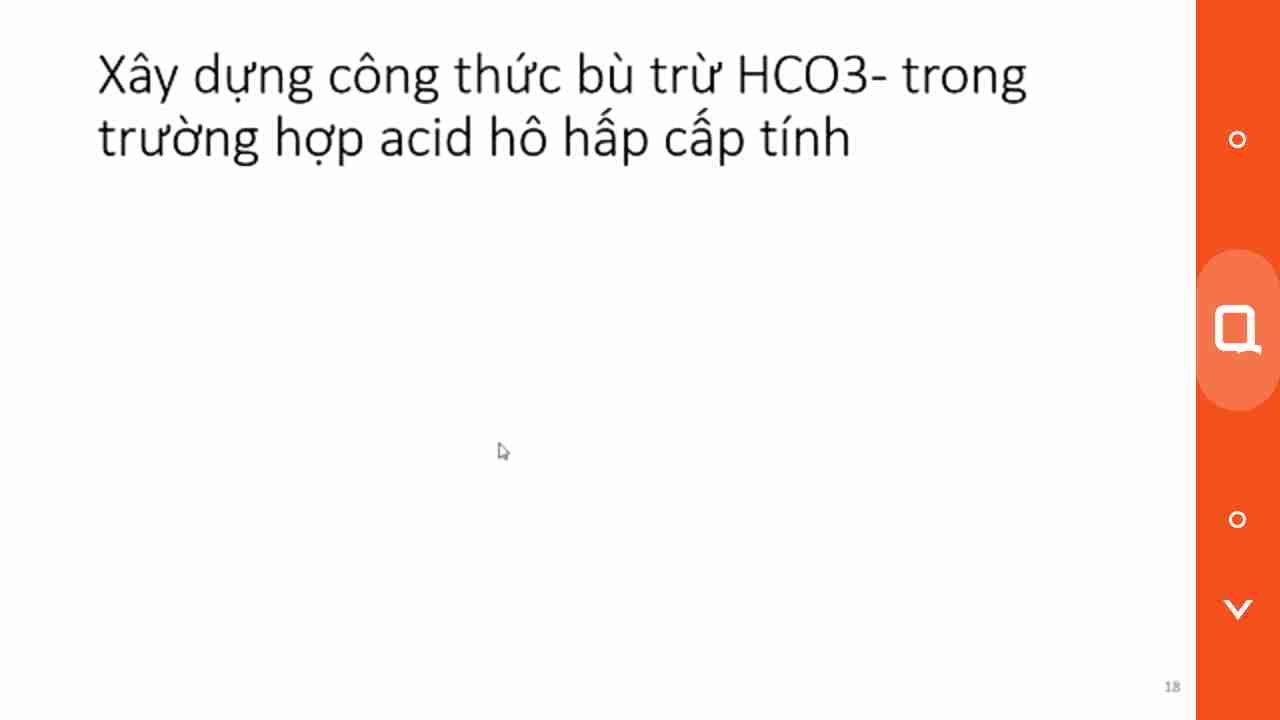 Xây dựng công thức bù trừ HCO3- trong
trường hợp acid hô hấp cấp tính
18